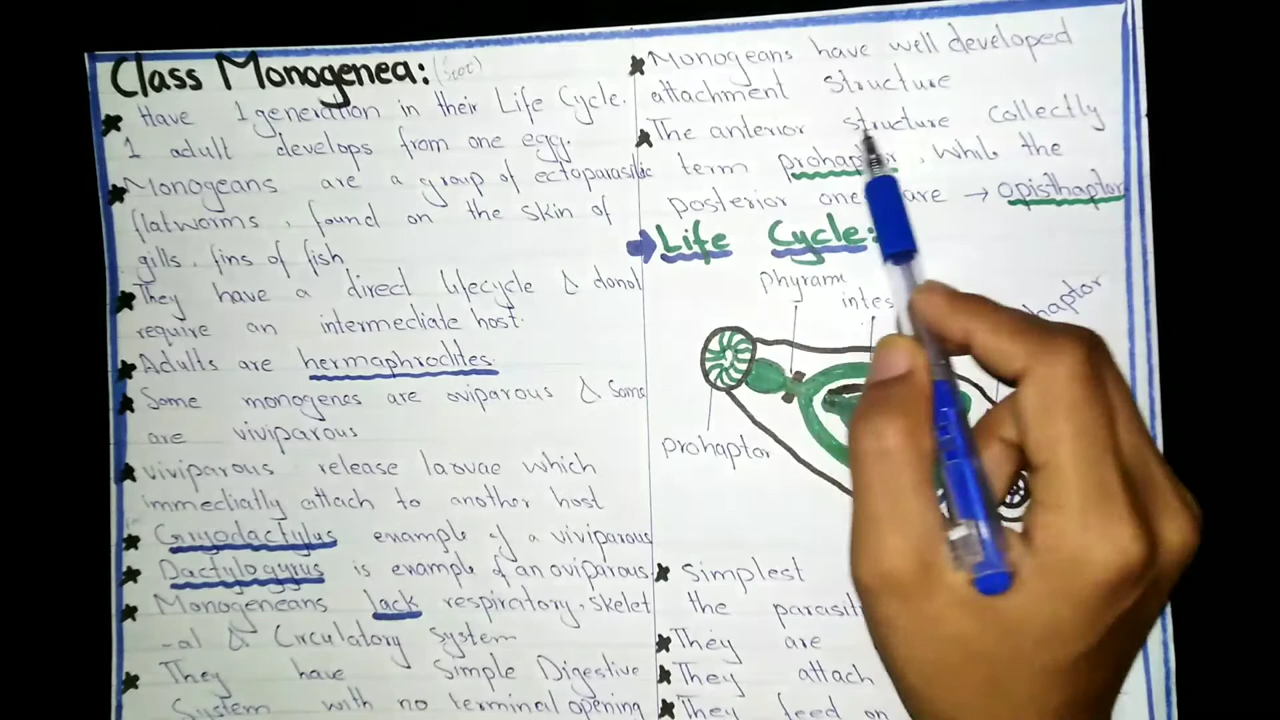 Class Monogenea:
Have 1 generation in their Life Cycle.
1 adult develops from one egg.
Monogeans are a group of ectoparasitic
flatworms, found on the skin of
gills, fins of fish
They have a direct lifecycle & donot
require an intermediate host.
Adults are hermaphrodites.
Some monogenes are oviparous & some
are viviparous
viviparous release larvae which
immedially attach to another host
Gryodactylus example of a viviparous
Dactylogyrus is example of an oviparous.
Monogeneans lack respiratory, skelet
-al & Circulatory System
They have Simple Digestive
System with no terminal opening
Monogeans have well developed
attachment Structure
The anterior structure Collectly
term prohaptor, While the
posterior one are → opisthaptor
Life Cycle:
phyranx
intes
haptor
prohaptor
Simplest
the parasit
They are
They attach
They feed on